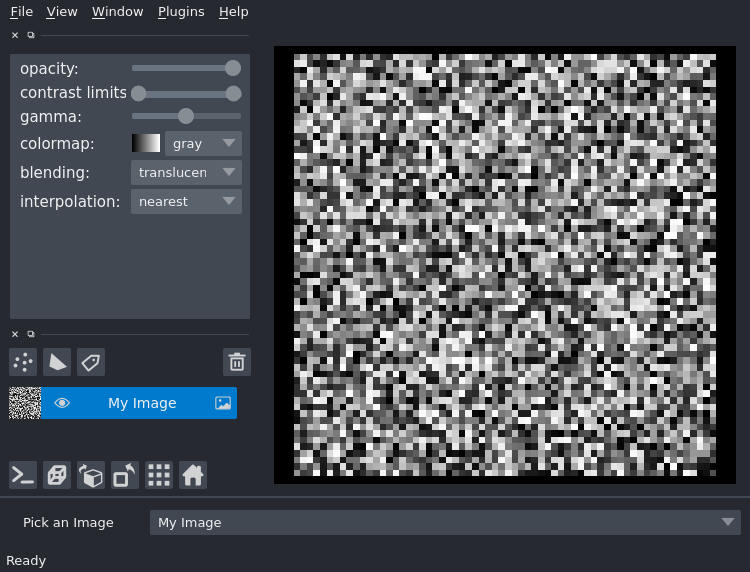 File View Window Plugins Help
opacity:
contrast limits
gamma:
colormap: gray
blending: translucen
interpolation: nearest
My Image
Pick an Image My Image
Ready